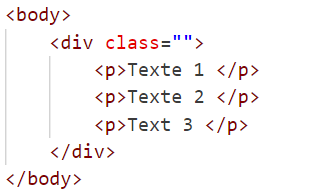 <body>
    <div class="">
        <p>Texte 1 </p>
        <p>Texte 2 </p>
        <p>Text 3 </p>
    </div>
</body>